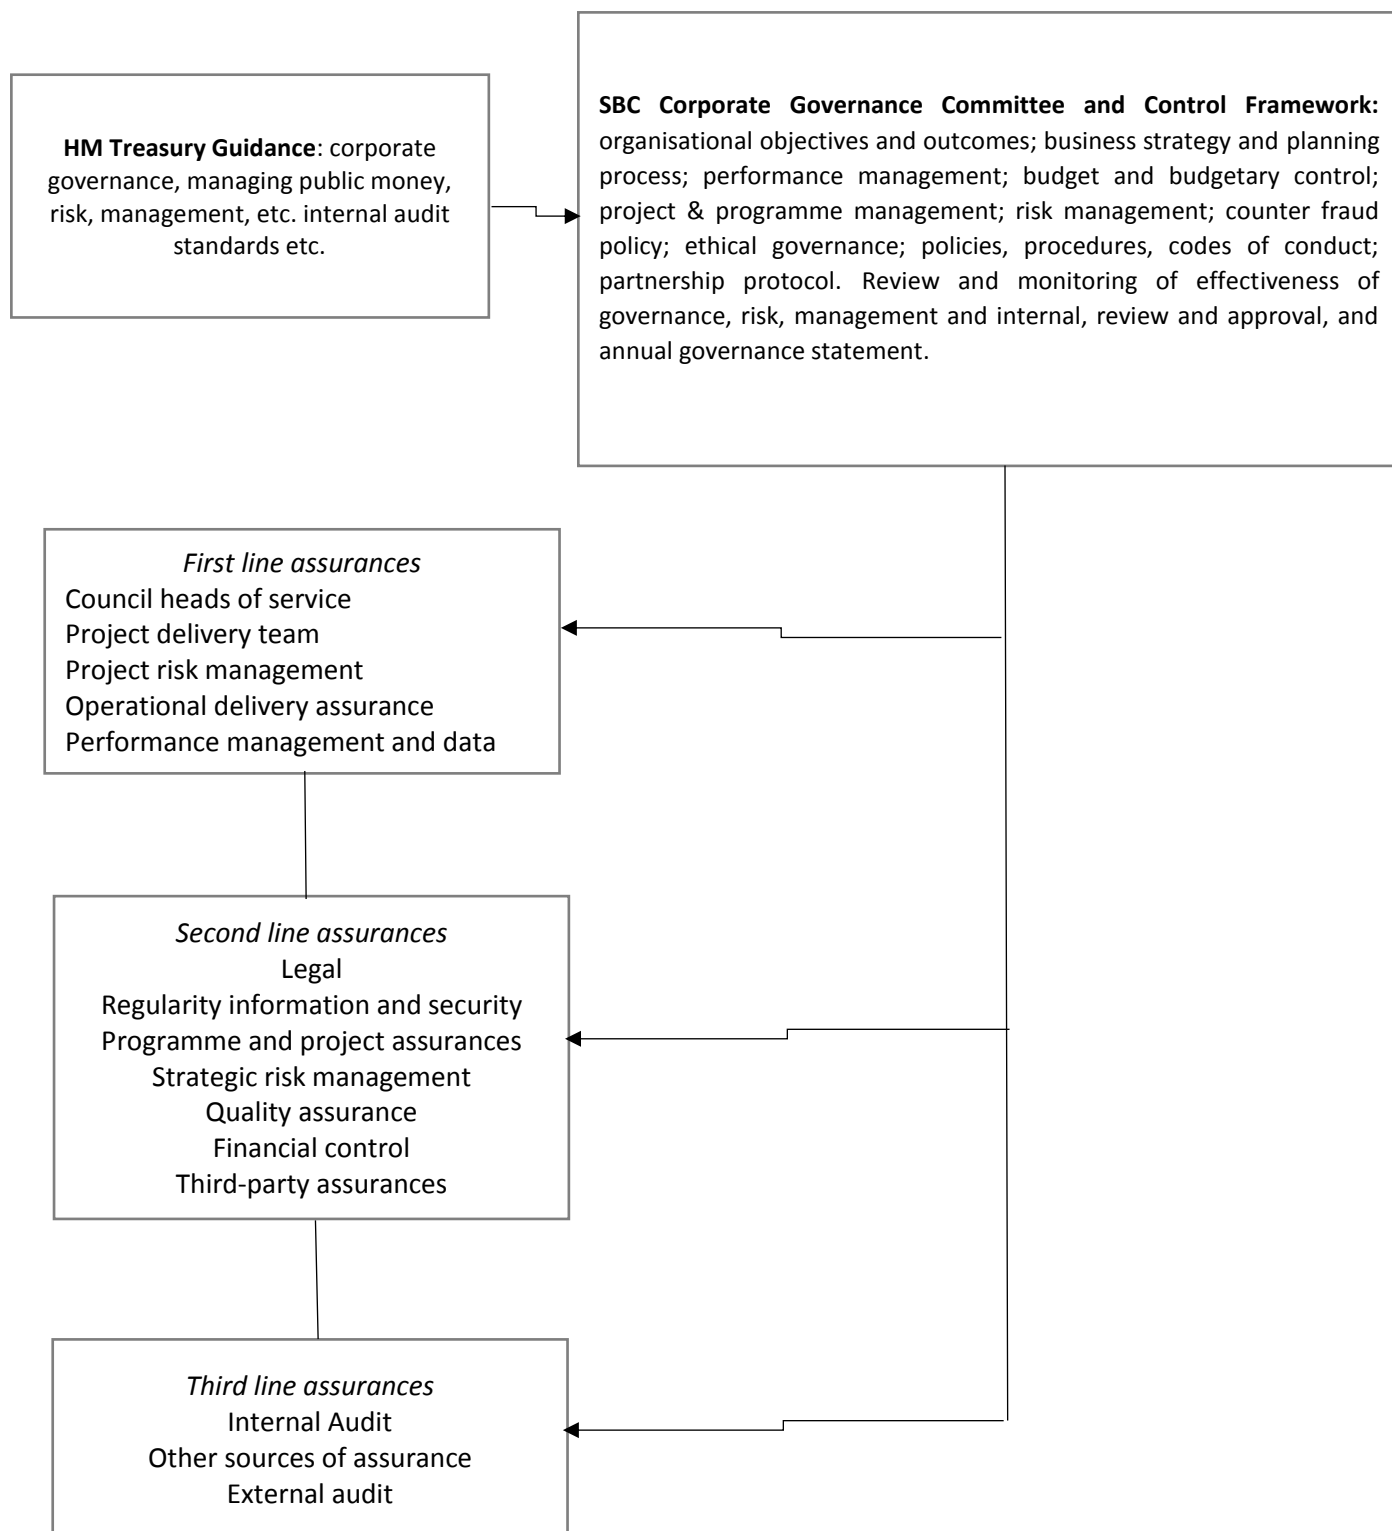 HM Treasury Guidance: corporate
governance, managing public money,
risk, management, etc. internal audit
standards etc.
SBC Corporate Governance Committee and Control Framework:
organisational objectives and outcomes; business strategy and planning
process; performance management; budget and budgetary control;
project & programme management; risk management; counter fraud
policy; ethical governance; policies, procedures, codes of conduct;
partnership protocol. Review and monitoring of effectiveness of
governance, risk, management and internal, review and approval, and
annual governance statement.
First line assurances
Council heads of service
Project delivery team
Project risk management
Operational delivery assurance
Performance management and data
Second line assurances
Legal
Regularity information and security
Programme and project assurances
Strategic risk management
Quality assurance
Financial control
Third-party assurances
Third line assurances
Internal Audit
Other sources of assurance
External audit